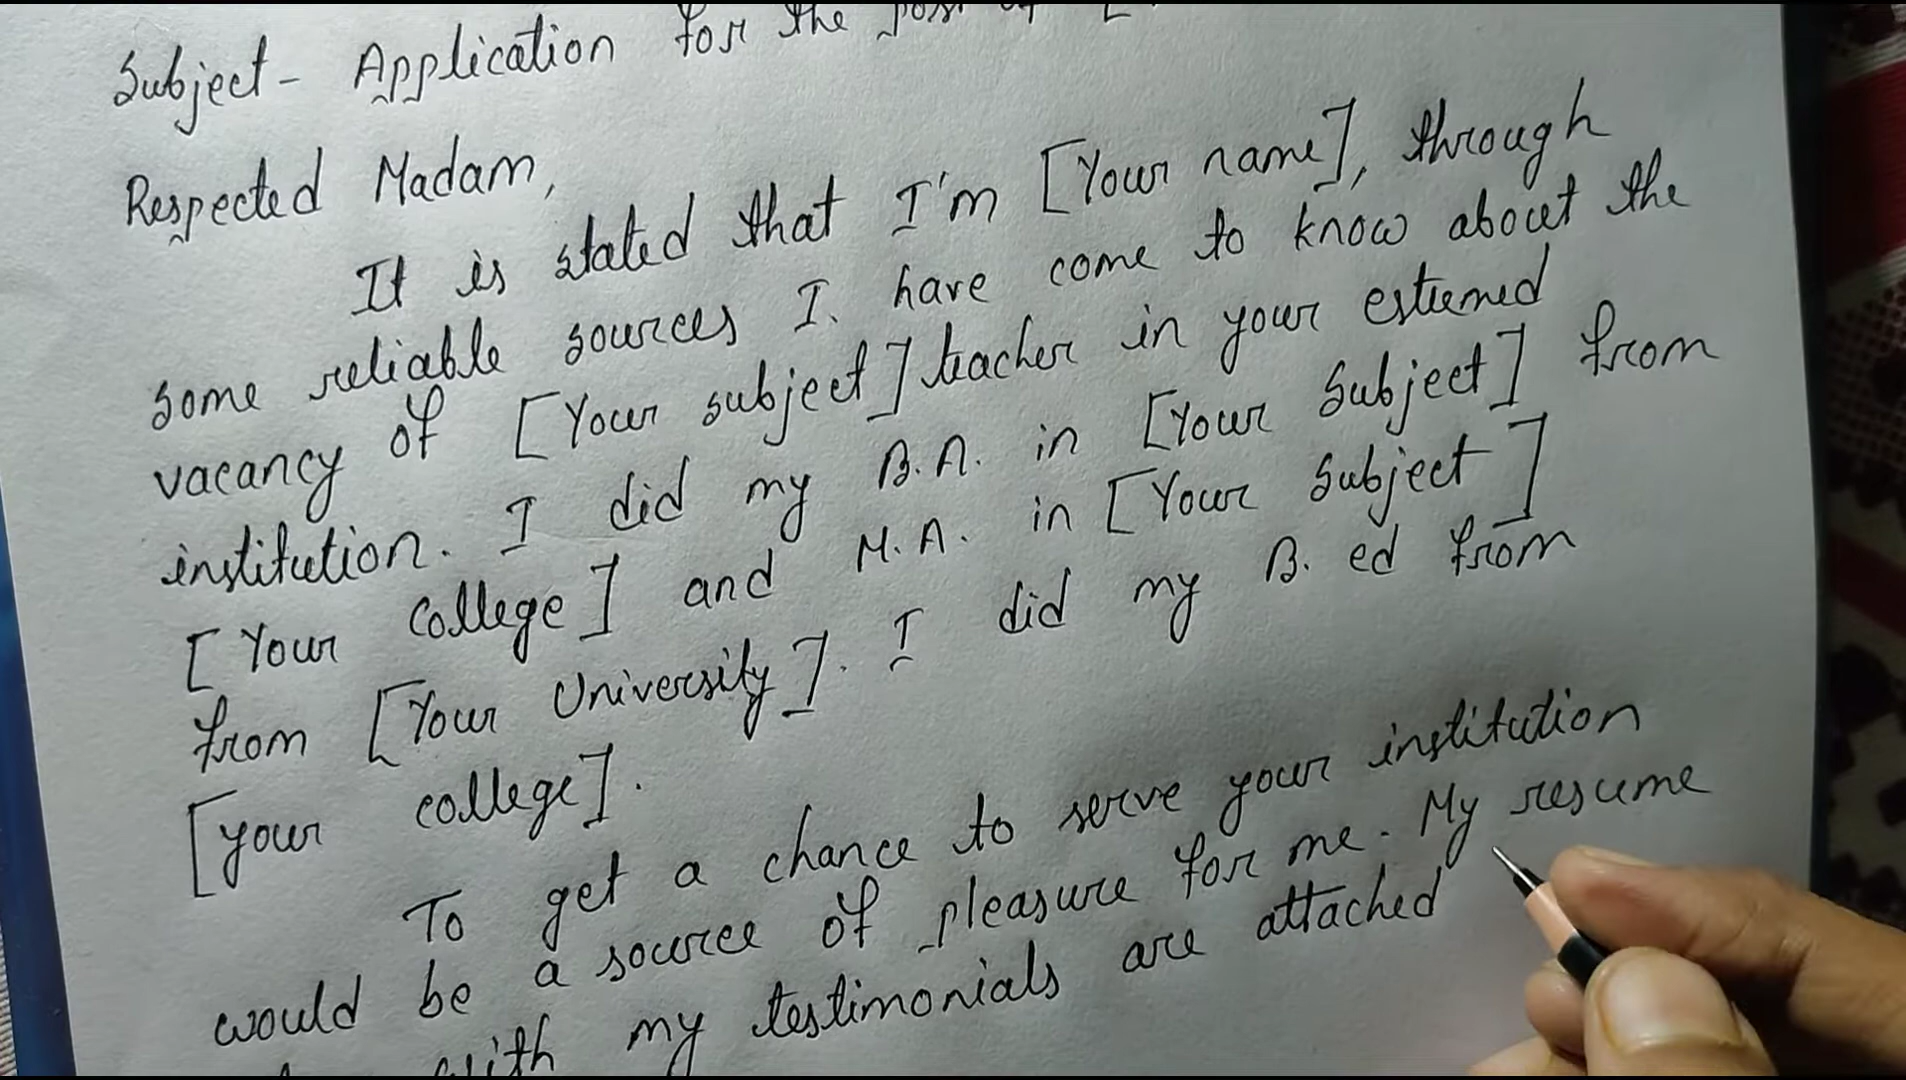 Subject - Application for the post of [
Respected Madam,
It is stated that I'm [Your name], through
some reliable sources I have come to know about the
vacancy of [Your subject] teacher in your esteemed
institution. I did my B.A. in [Your Subject] from
[Your College] and M.A. in [Your Subject]
from [Your University]. I did my B. ed from
[your college].
To get a chance to serve your institution
would be a source of pleasure for me. My resume
with my testimonials are attached